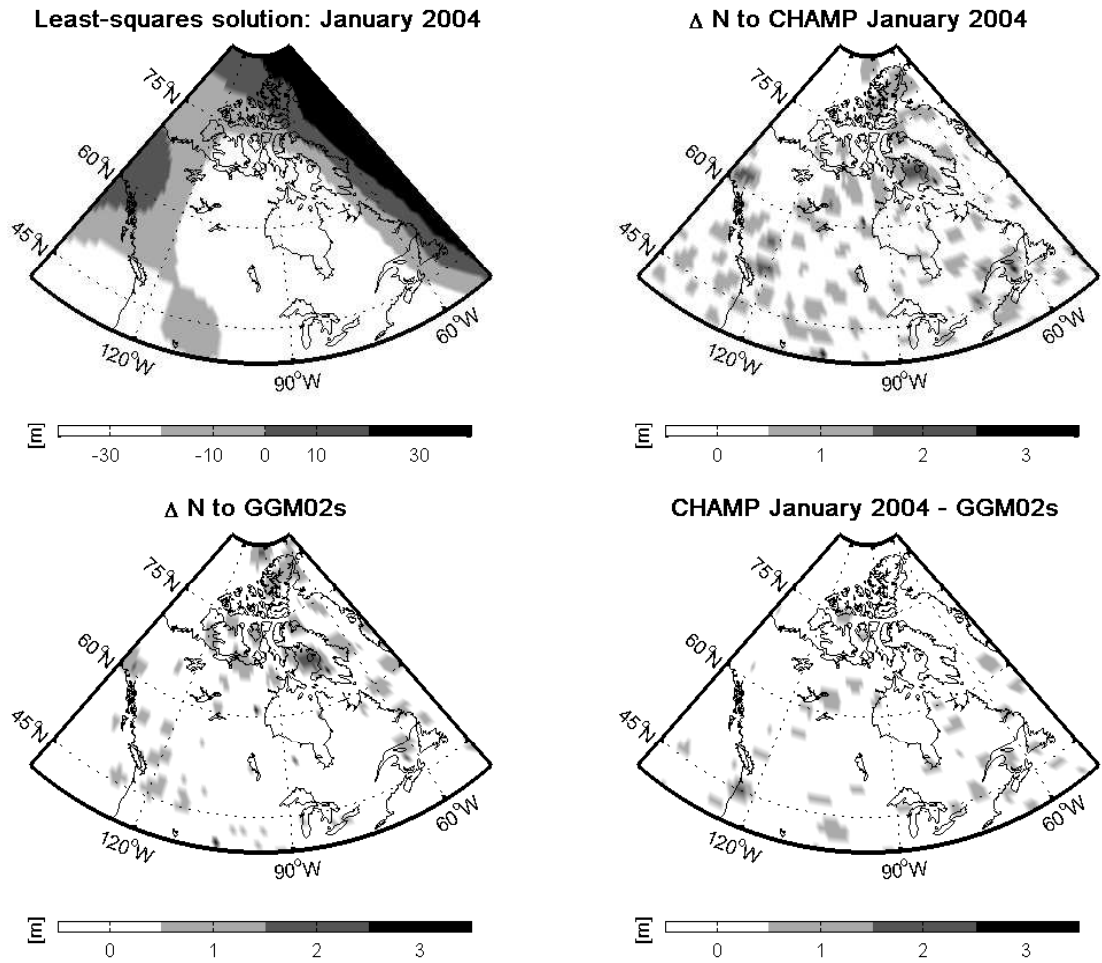 Least-squares solution: January 2004
75°N
60°N
45°N
120°W
90°W
60°W
[m]
-30 -10 0 10 30
Δ N to CHAMP January 2004
75°N
60°N
45°N
120°W
90°W
60°W
[m]
0 1 2 3
Δ N to GGM02s
75°N
60°N
45°N
120°W
90°W
60°W
[m]
0 1 2 3
CHAMP January 2004 - GGM02s
75°N
60°N
45°N
120°W
90°W
60°W
[m]
0 1 2 3